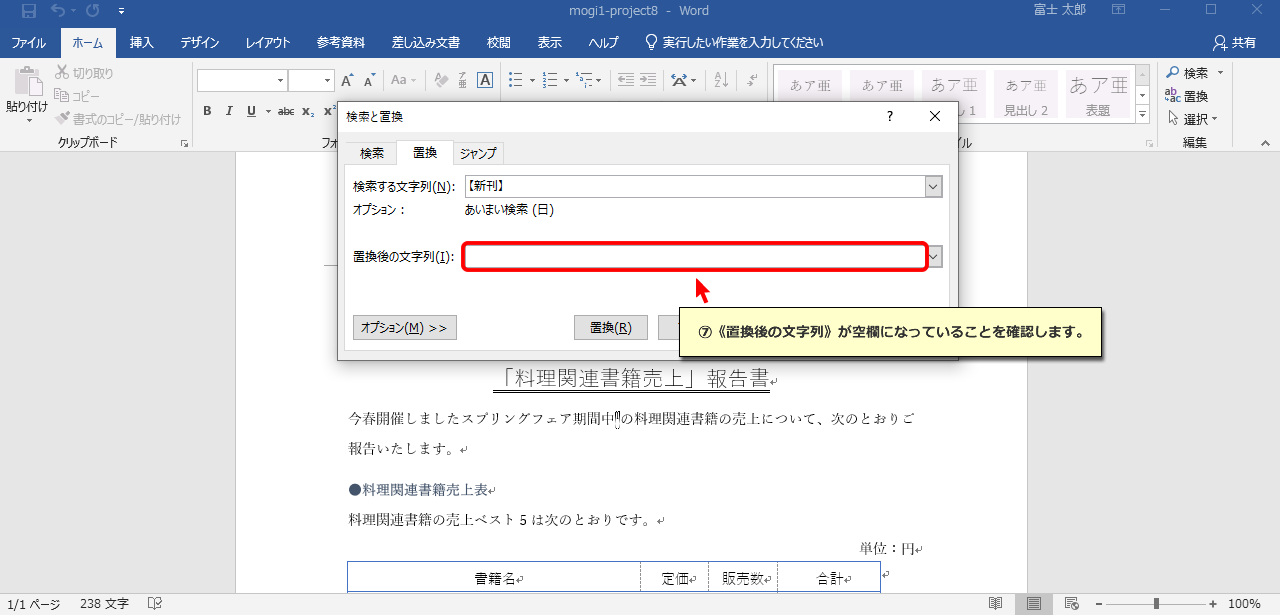 mogi1-project8 - Word
富士 太郎
ファイル ホーム 挿入 デザイン レイアウト 参考資料 差し込み文書 校閲 表示 ヘルプ 実行したい作業を入力してください 共有
貼り付け
切り取り
コピー
書式のコピー/貼り付け
クリップボード
Aa
B I U abc x₂ x²
あア亜 あア亜 あア亜 あア亜 あア亜
見出し 2 表題
検索
置換
選択
編集
検索と置換
検索 置換 ジャンプ
検索する文字列(N): 【新刊】
オプション: あいまい検索 (日)
置換後の文字列(I):
オプション(M) >> 置換(R)
⑦《置換後の文字列》が空欄になっていることを確認します。
「料理関連書籍売上」報告書
今春開催しましたスプリングフェア期間中の料理関連書籍の売上について、次のとおりご
報告いたします。
●料理関連書籍売上表
料理関連書籍の売上ベスト 5 は次のとおりです。
単位：円
書籍名 定価 販売数 合計
1/1 ページ 238 文字 100%